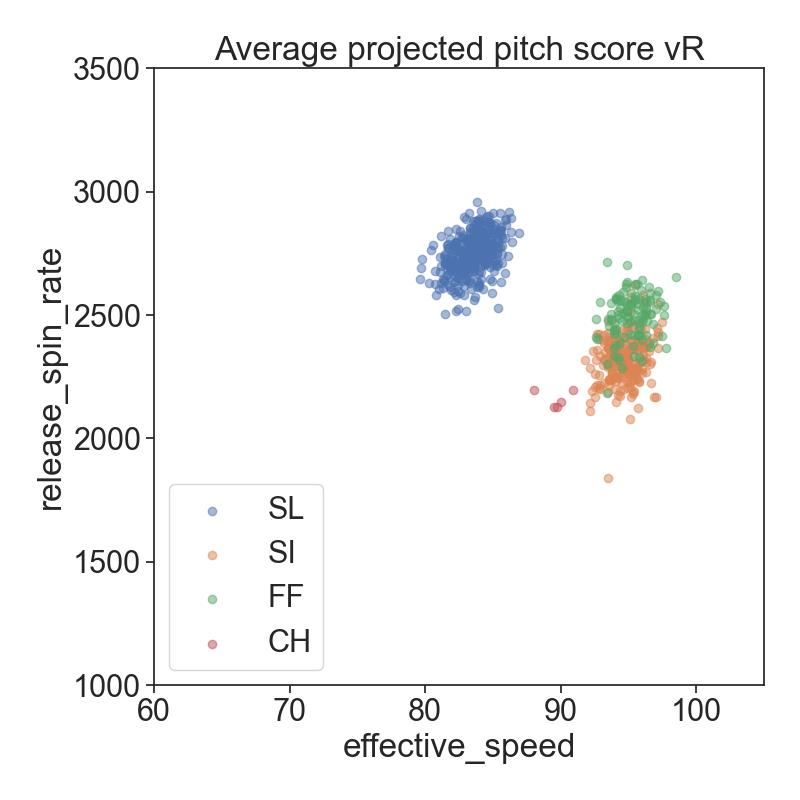 Average projected pitch score vR
3500
3000
2500
2000
1500
1000
release_spin_rate
SL
SI
FF
CH
60 70 80 90 100
effective_speed